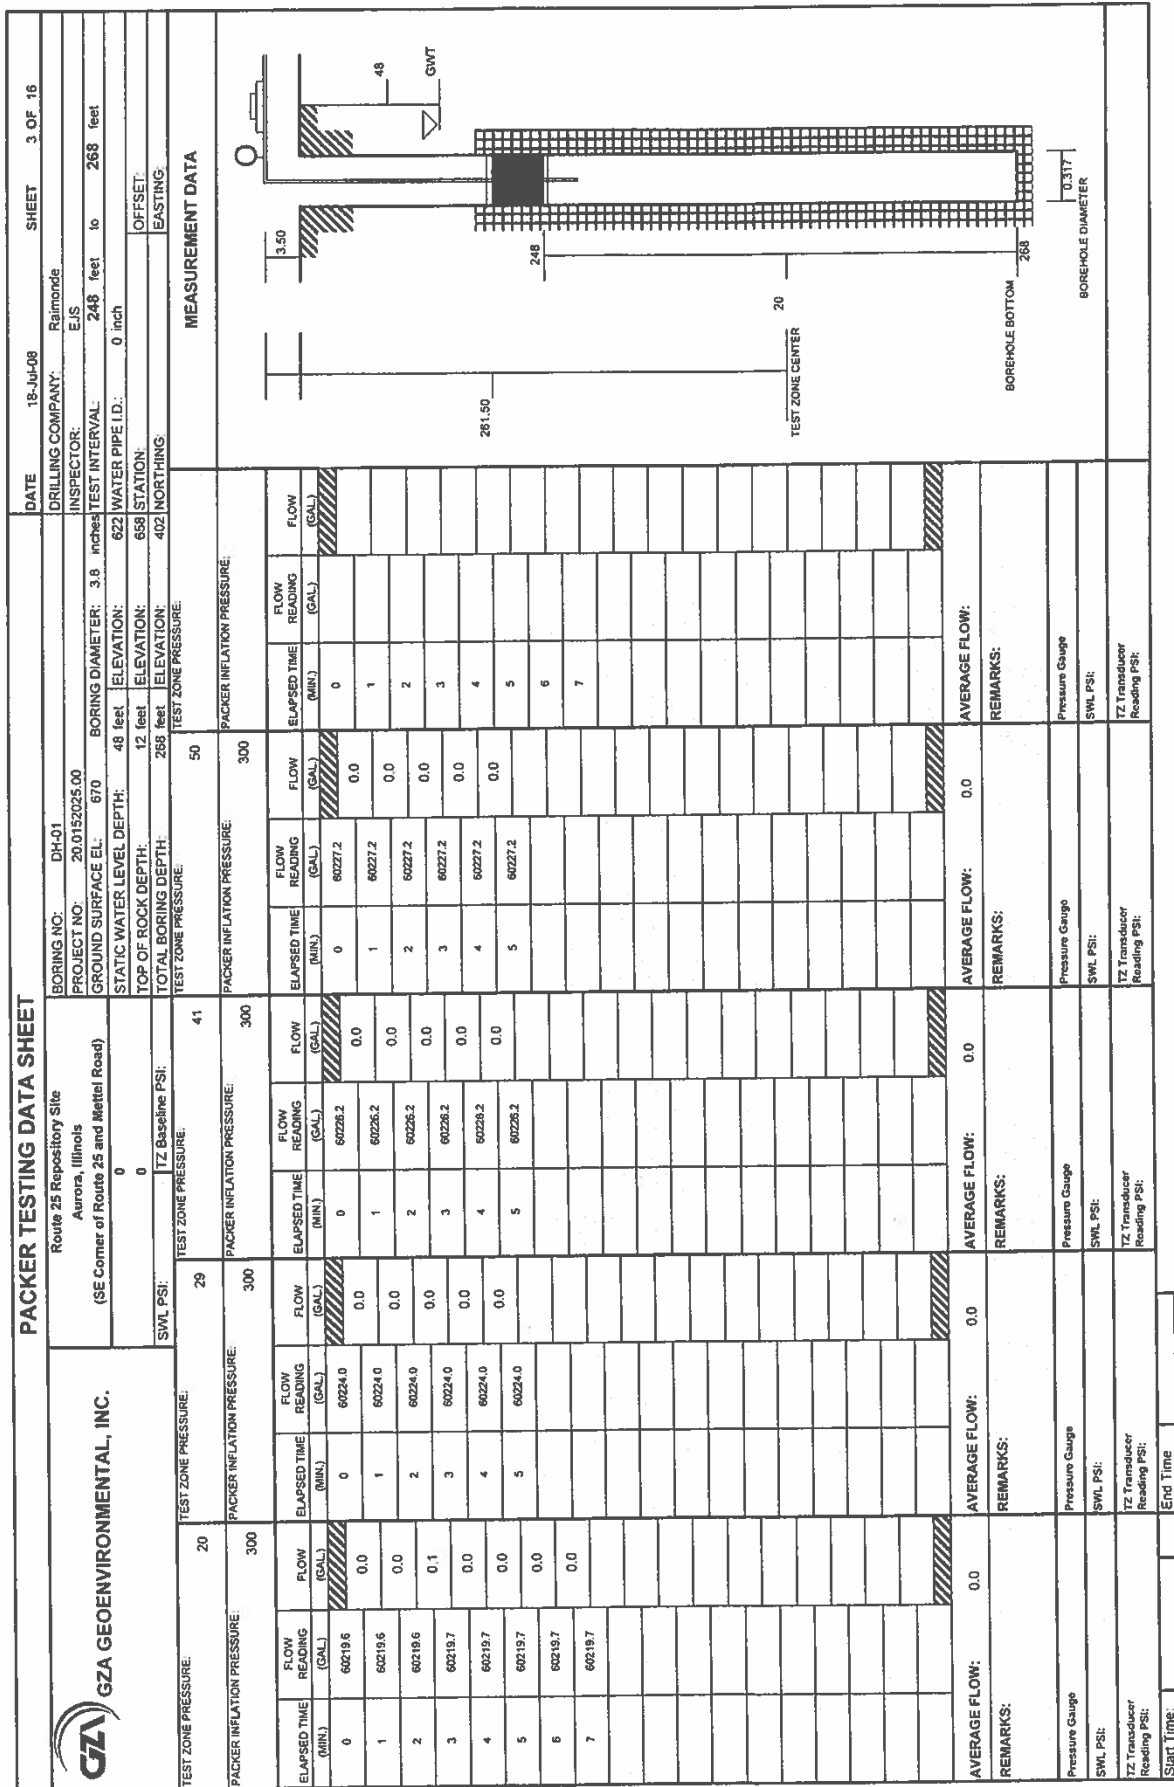 PACKER TESTING DATA SHEET
DATE 18-Jul-08 SHEET 3 OF 16
GZA GZA GEOENVIRONMENTAL, INC.
Route 25 Repository Site
Aurora, Illinois
(SE Corner of Route 25 and Mettel Road)
0
0
SWL PSI: TZ Baseline PSI:
BORING NO: DH-01 DRILLING COMPANY: Raimonde
PROJECT NO: 20.0152025.00 INSPECTOR: EJS
GROUND SURFACE EL: 670 BORING DIAMETER: 3.8 inches TEST INTERVAL: 248 feet to 268 feet
STATIC WATER LEVEL DEPTH: 48 feet ELEVATION: 622 WATER PIPE I.D.: 0 inch
TOP OF ROCK DEPTH: 12 feet ELEVATION: 658 STATION: OFFSET:
TOTAL BORING DEPTH: 268 feet ELEVATION: 402 NORTHING: EASTING:
TEST ZONE PRESSURE: 20 TEST ZONE PRESSURE: 29 TEST ZONE PRESSURE: 41 TEST ZONE PRESSURE: 50 TEST ZONE PRESSURE: MEASUREMENT DATA
PACKER INFLATION PRESSURE: 300 PACKER INFLATION PRESSURE: 300 PACKER INFLATION PRESSURE: 300 PACKER INFLATION PRESSURE: 300 PACKER INFLATION PRESSURE:
ELAPSED TIME FLOW READING FLOW ELAPSED TIME FLOW READING FLOW ELAPSED TIME FLOW READING FLOW ELAPSED TIME FLOW READING FLOW ELAPSED TIME FLOW READING FLOW
(MIN.) (GAL.) (GAL.) (MIN.) (GAL.) (GAL.) (MIN.) (GAL.) (GAL.) (MIN.) (GAL.) (GAL.) (MIN.) (GAL.) (GAL.)
0 60219.6 0 60224.0 0 60226.2 0 60227.2 0
0.0 0.0 0.0 0.0
1 60219.6 1 60224.0 1 60226.2 1 60227.2 1
0.0 0.0 0.0 0.0
2 60219.6 2 60224.0 2 60226.2 2 60227.2 2
0.1 0.0 0.0 0.0
3 60219.7 3 60224.0 3 60226.2 3 60227.2 3
0.0 0.0 0.0 0.0
4 60219.7 4 60224.0 4 60226.2 4 60227.2 4
0.0 0.0 0.0 0.0
5 60219.7 5 60224.0 5 60226.2 5 60227.2 5
0.0
6 60219.7 6
0.0
7 60219.7 7
AVERAGE FLOW: 0.0 AVERAGE FLOW: 0.0 AVERAGE FLOW: 0.0 AVERAGE FLOW: 0.0 AVERAGE FLOW:
REMARKS: REMARKS: REMARKS: REMARKS: REMARKS:
Pressure Gauge Pressure Gauge Pressure Gauge Pressure Gauge Pressure Gauge
SWL PSI: SWL PSI: SWL PSI: SWL PSI: SWL PSI:
TZ Transducer TZ Transducer TZ Transducer TZ Transducer TZ Transducer
Reading PSI: Reading PSI: Reading PSI: Reading PSI: Reading PSI:
Start Time: End Time
3.50
48
GWT
261.50
248
20
TEST ZONE CENTER
268
BOREHOLE BOTTOM
0.317
BOREHOLE DIAMETER